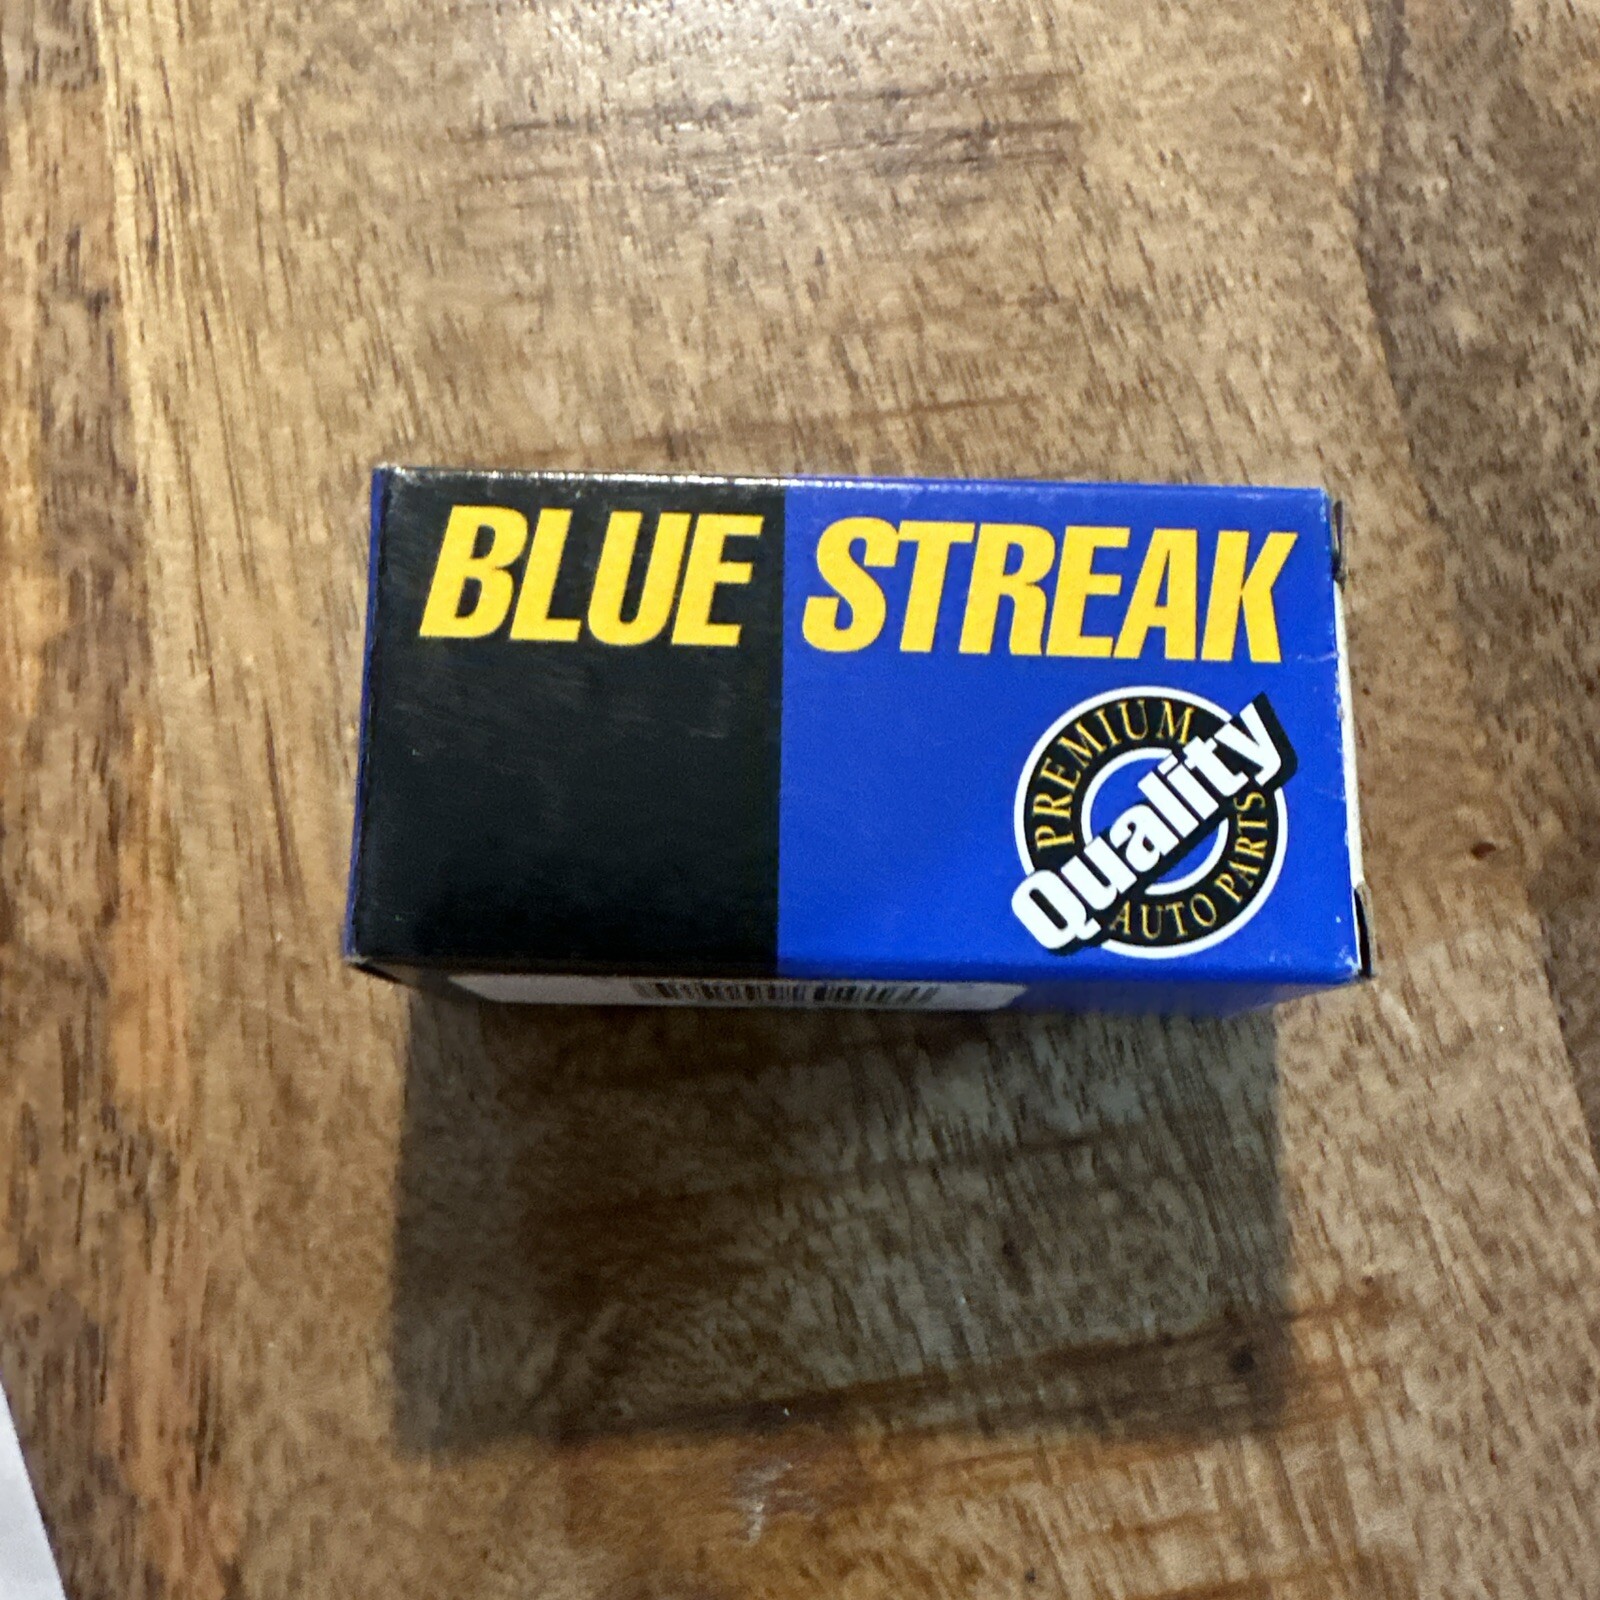 BLUE STREAK
PREMIUM
Quality
AUTO PARTS